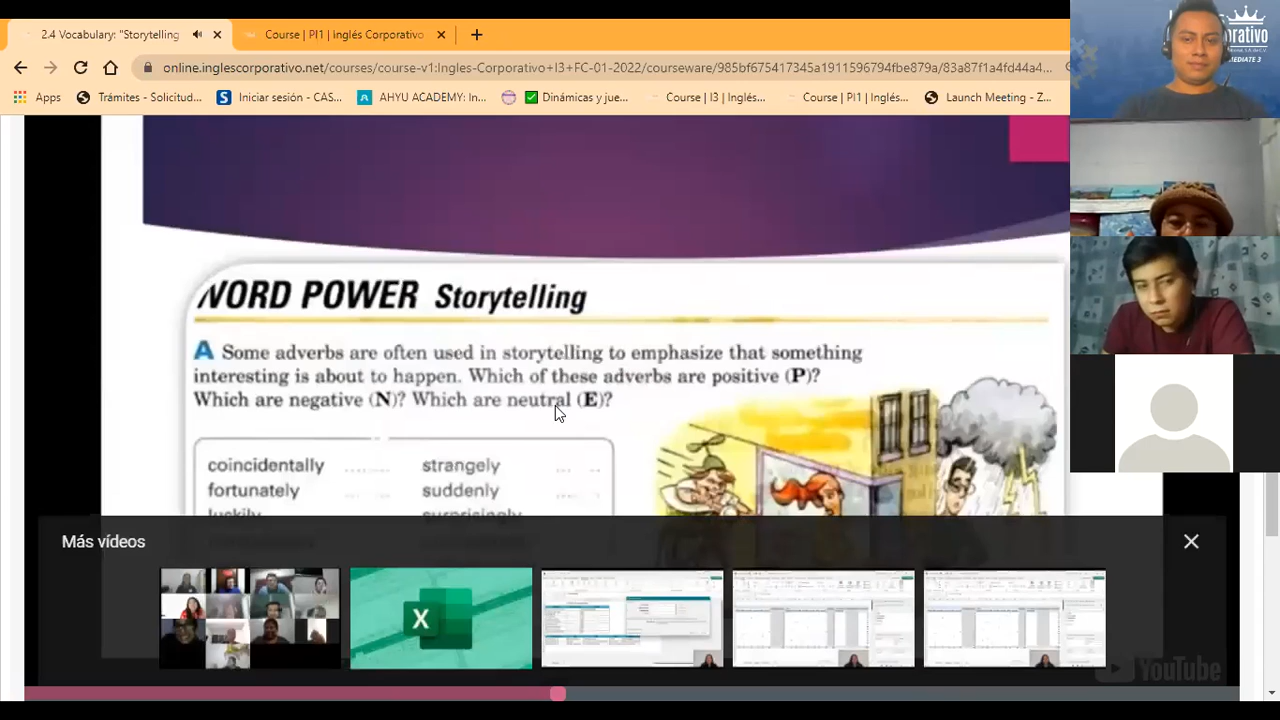 2.4 Vocabulary: "Storytelling
Course | PI1 | Inglés Corporativo
online.inglescorporativo.net/courses/course-v1:Ingles-Corporativo+I3+FC-01-2022/courseware/985bf675417345a1911596794fbe879a/83a87f1a4fd44a4...
Apps
Trámites - Solicitud...
Iniciar sesión - CAS...
AHYU ACADEMY: In...
Dinámicas y jue...
Course | I3 | Inglés...
Course | PI1 | Inglés...
Launch Meeting - Z...
WORD POWER Storytelling
A Some adverbs are often used in storytelling to emphasize that something
interesting is about to happen. Which of these adverbs are positive (P)?
Which are negative (N)? Which are neutral (E)?
coincidentally
strangely
fortunately
suddenly
luckily
surprisingly
Más vídeos
X
YouTube